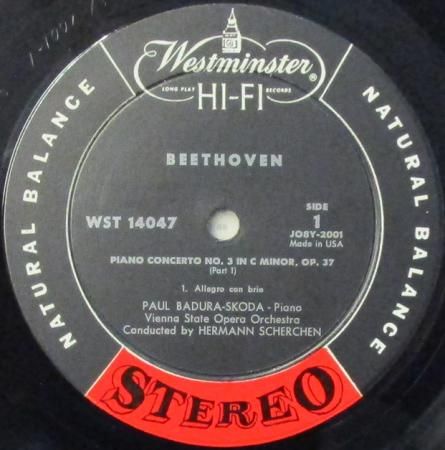 Westminster®
LONG PLAY RECORDS
HI-FI
NATURAL BALANCE
NATURAL BALANCE
BEETHOVEN
WST 14047
SIDE
1
JO8Y-2001
Made in USA
PIANO CONCERTO NO. 3 IN C MINOR, OP. 37
(Part 1)
1. Allegro con brio
PAUL BADURA-SKODA - Piano
Vienna State Opera Orchestra
Conducted by HERMANN SCHERCHEN
STEREO